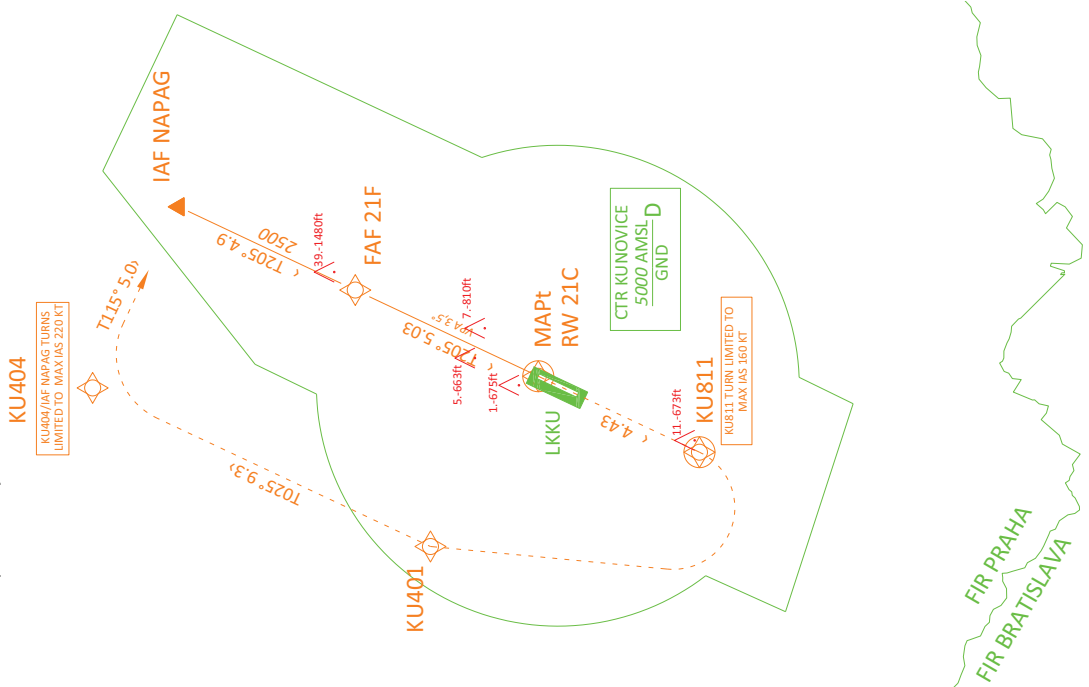 IAF NAPAG
KU404
KU404/IAF NAPAG TURNS
LIMITED TO MAX IAS 220 KT
T115° 5.0›
2500
‹ T205° 4.9
39.-1480ft
FAF 21F
T025° 9.3›
7.-810ft
VPA 3,5°
‹ T205° 5.03
5.-663ft
1.-675ft
MAPt
RW 21C
CTR KUNOVICE
5000 AMSL
GND
D
LKKU
‹ 4.43
11.-673ft
KU811
KU811 TURN LIMITED TO
MAX IAS 160 KT
KU401
FIR PRAHA
FIR BRATISLAVA